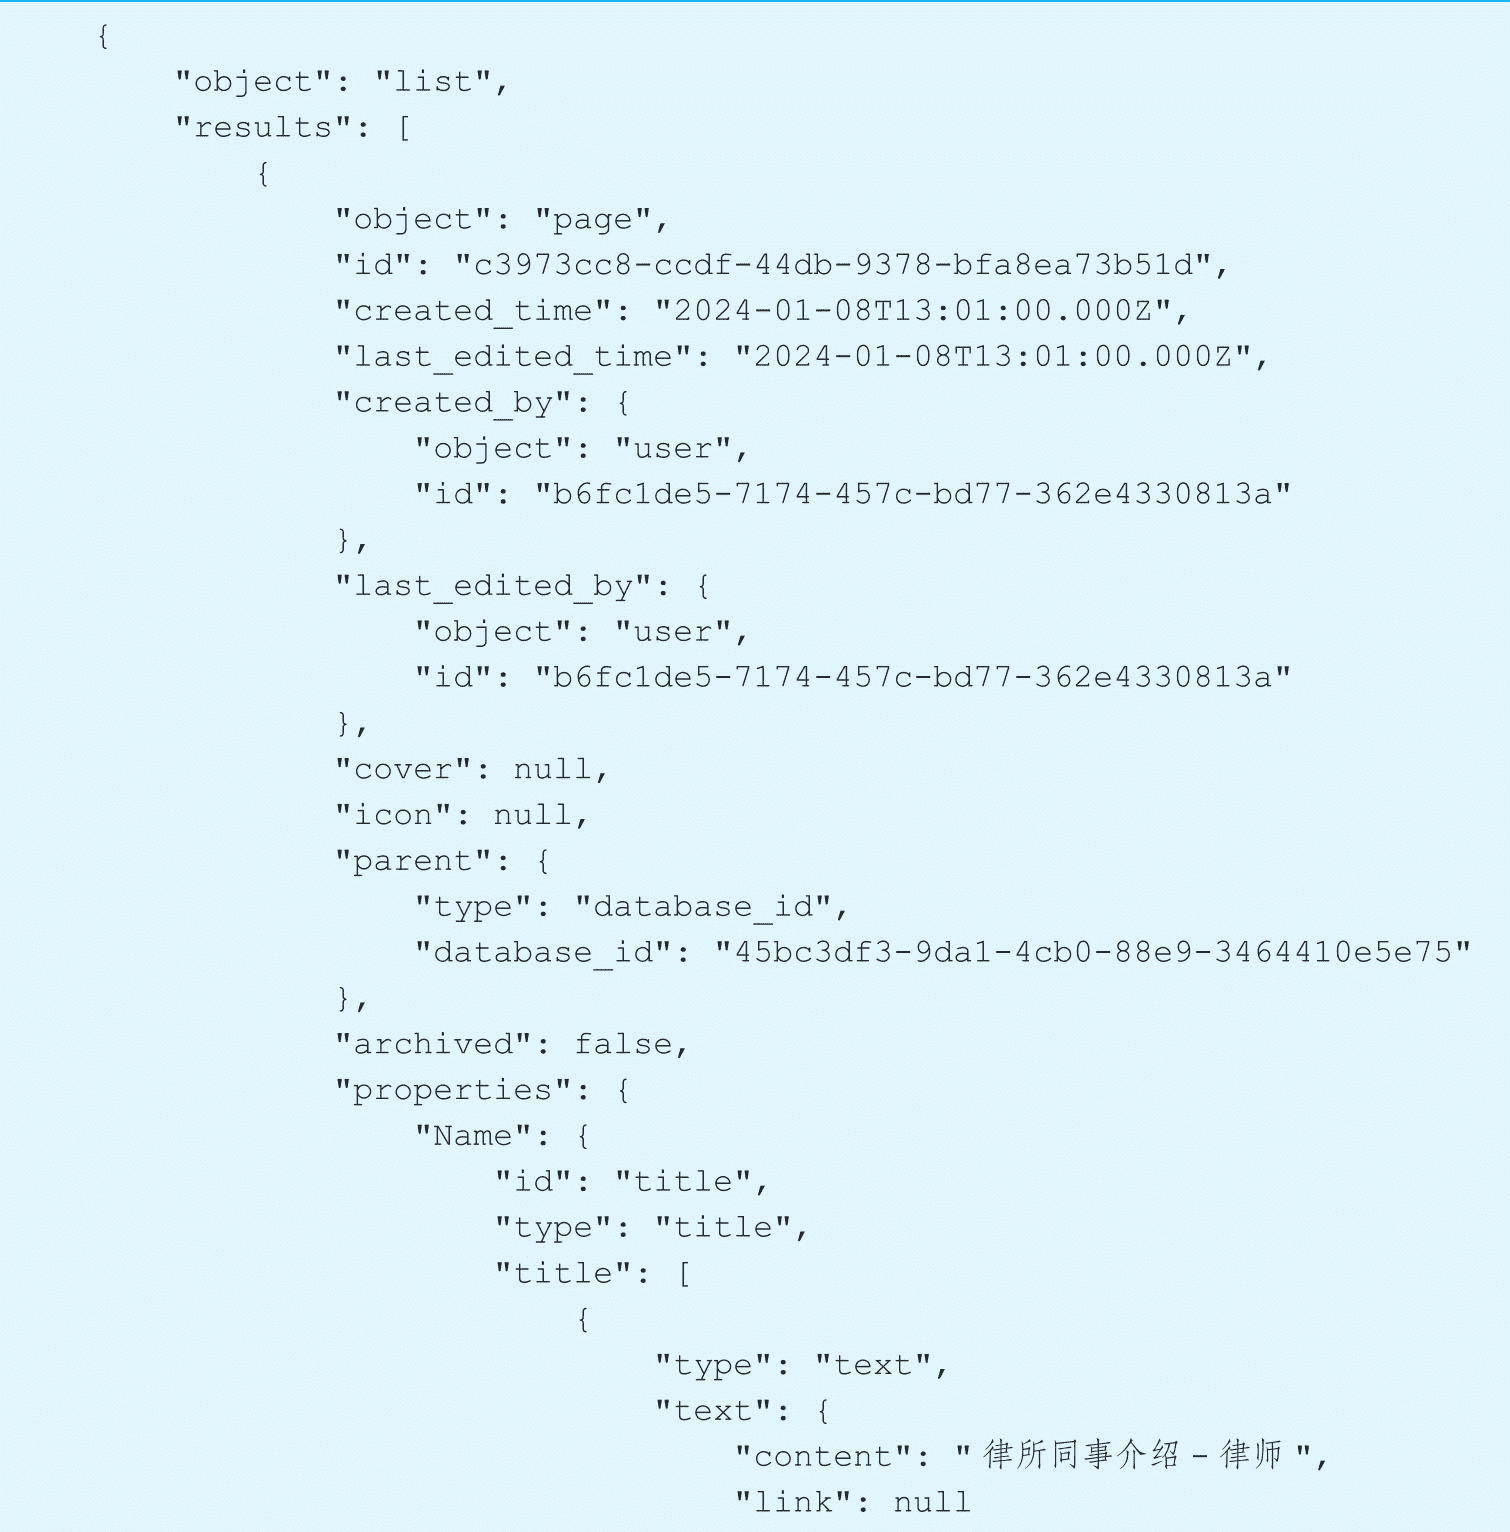 {
    "object": "list",
    "results": [
        {
            "object": "page",
            "id": "c3973cc8-ccdf-44db-9378-bfa8ea73b51d",
            "created_time": "2024-01-08T13:01:00.000Z",
            "last_edited_time": "2024-01-08T13:01:00.000Z",
            "created_by": {
                "object": "user",
                "id": "b6fc1de5-7174-457c-bd77-362e4330813a"
            },
            "last_edited_by": {
                "object": "user",
                "id": "b6fc1de5-7174-457c-bd77-362e4330813a"
            },
            "cover": null,
            "icon": null,
            "parent": {
                "type": "database_id",
                "database_id": "45bc3df3-9da1-4cb0-88e9-3464410e5e75"
            },
            "archived": false,
            "properties": {
                "Name": {
                    "id": "title",
                    "type": "title",
                    "title": [
                        {
                            "type": "text",
                            "text": {
                                "content": "律所同事介绍-律师",
                                "link": null